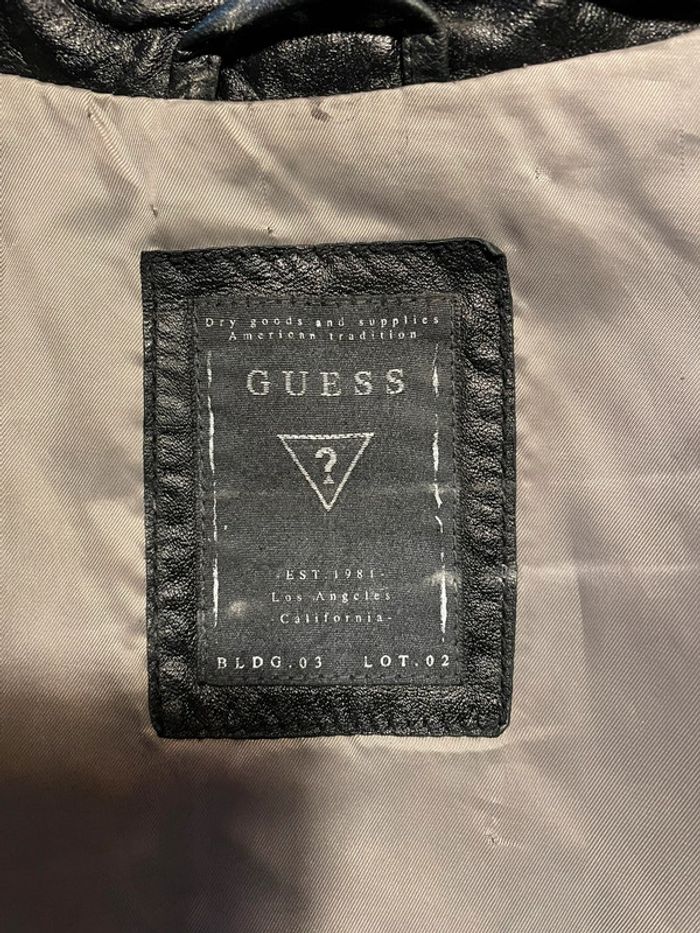 Dry goods and supplies
American tradition
GUESS
?
-EST.1981-
Los Angeles
-California-
BLDG.03 LOT.02